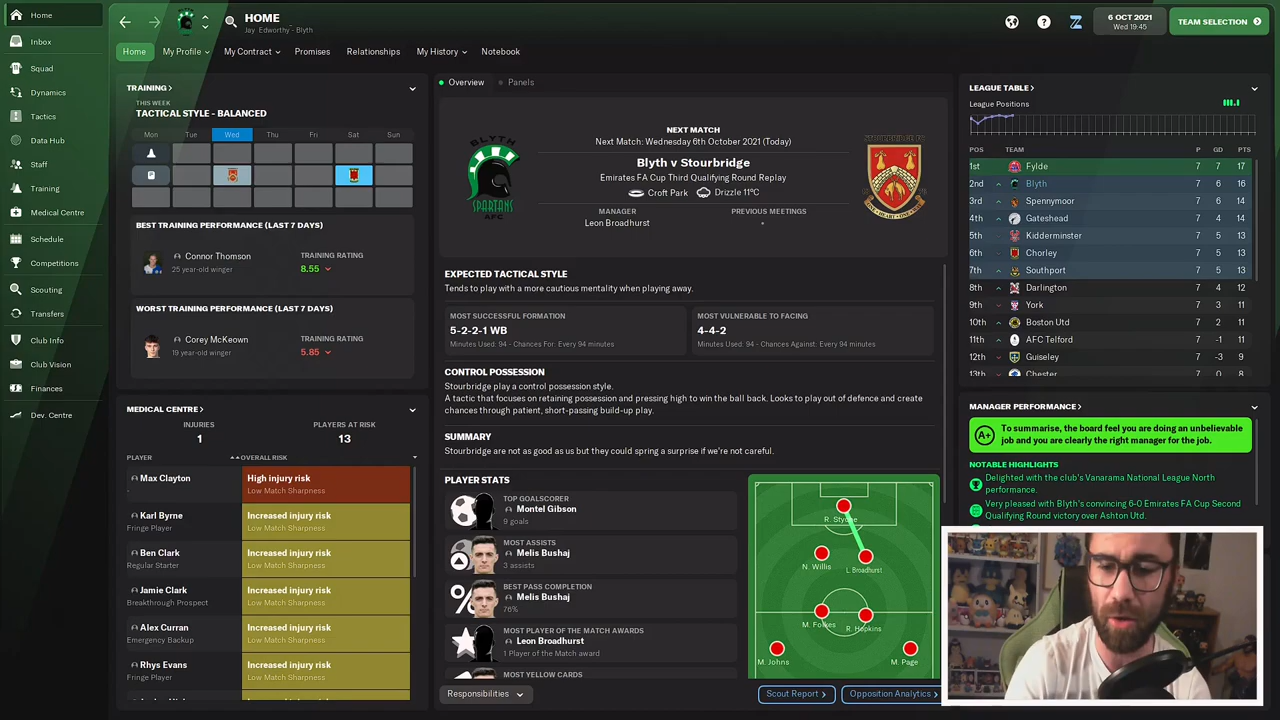 Home
Inbox
Squad
Dynamics
Tactics
Data Hub
Staff
Training
Medical Centre
Schedule
Competitions
Scouting
Transfers
Club Info
Club Vision
Finances
Dev. Centre
HOME
Jay Edworthy - Blyth
6 OCT 2021
Wed 19:45
TEAM SELECTION
Home
My Profile
My Contract
Promises
Relationships
My History
Notebook
TRAINING
THIS WEEK
TACTICAL STYLE - BALANCED
Mon Tue Wed Thu Fri Sat Sun
BEST TRAINING PERFORMANCE (LAST 7 DAYS)
Connor Thomson
25 year-old winger
TRAINING RATING
8.55
WORST TRAINING PERFORMANCE (LAST 7 DAYS)
Corey McKeown
19 year-old winger
TRAINING RATING
5.85
MEDICAL CENTRE
INJURIES
1
PLAYERS AT RISK
13
PLAYER OVERALL RISK
Max Clayton
-
High injury risk
Low Match Sharpness
Karl Byrne
Fringe Player
Increased injury risk
Low Match Sharpness
Ben Clark
Regular Starter
Increased injury risk
Low Match Sharpness
Jamie Clark
Breakthrough Prospect
Increased injury risk
Low Match Sharpness
Alex Curran
Emergency Backup
Increased injury risk
Low Match Sharpness
Rhys Evans
Fringe Player
Increased injury risk
Low Match Sharpness
Overview
Panels
BLYTH
SPARTANS
AFC
STOURBRIDGE FC
NEXT MATCH
Next Match: Wednesday 6th October 2021 (Today)
Blyth v Stourbridge
Emirates FA Cup Third Qualifying Round Replay
Croft Park
Drizzle 11°C
MANAGER
Leon Broadhurst
PREVIOUS MEETINGS
EXPECTED TACTICAL STYLE
Tends to play with a more cautious mentality when playing away.
MOST SUCCESSFUL FORMATION
5-2-2-1 WB
Minutes Used: 94 - Chances For: Every 94 minutes
MOST VULNERABLE TO FACING
4-4-2
Minutes Used: 94 - Chances Against: Every 94 minutes
CONTROL POSSESSION
Stourbridge play a control possession style.
A tactic that focuses on retaining possession and pressing high to win the ball back. Looks to play out of defence and create
chances through patient, short-passing build-up play.
SUMMARY
Stourbridge are not as good as us but they could spring a surprise if we're not careful.
PLAYER STATS
TOP GOALSCORER
Montel Gibson
9 goals
MOST ASSISTS
Melis Bushaj
3 assists
BEST PASS COMPLETION
Melis Bushaj
76%
MOST PLAYER OF THE MATCH AWARDS
Leon Broadhurst
1 Player of the Match award
MOST YELLOW CARDS
N. Willis
L. Broadhurst
M. Folkes
R. Hopkins
M. Johns
M. Page
Responsibilities
Scout Report
Opposition Analytics
LEAGUE TABLE
League Positions
POS TEAM P GD PTS
1st Fylde 7 7 17
2nd Blyth 7 6 16
3rd Spennymoor 7 6 14
4th Gateshead 7 4 14
5th Kidderminster 7 5 13
6th Chorley 7 5 13
7th Southport 7 5 13
8th Darlington 7 4 12
9th York 7 3 11
10th Boston Utd 7 2 11
11th AFC Telford 7 -1 11
12th Guiseley 7 -3 9
13th Chester 7 0 8
MANAGER PERFORMANCE
A+
To summarise, the board feel you are doing an unbelievable
job and you are clearly the right manager for the job.
NOTABLE HIGHLIGHTS
Delighted with the club's Vanarama National League North
performance.
Very pleased with Blyth's convincing 6-0 Emirates FA Cup Second
Qualifying Round victory over Ashton Utd.